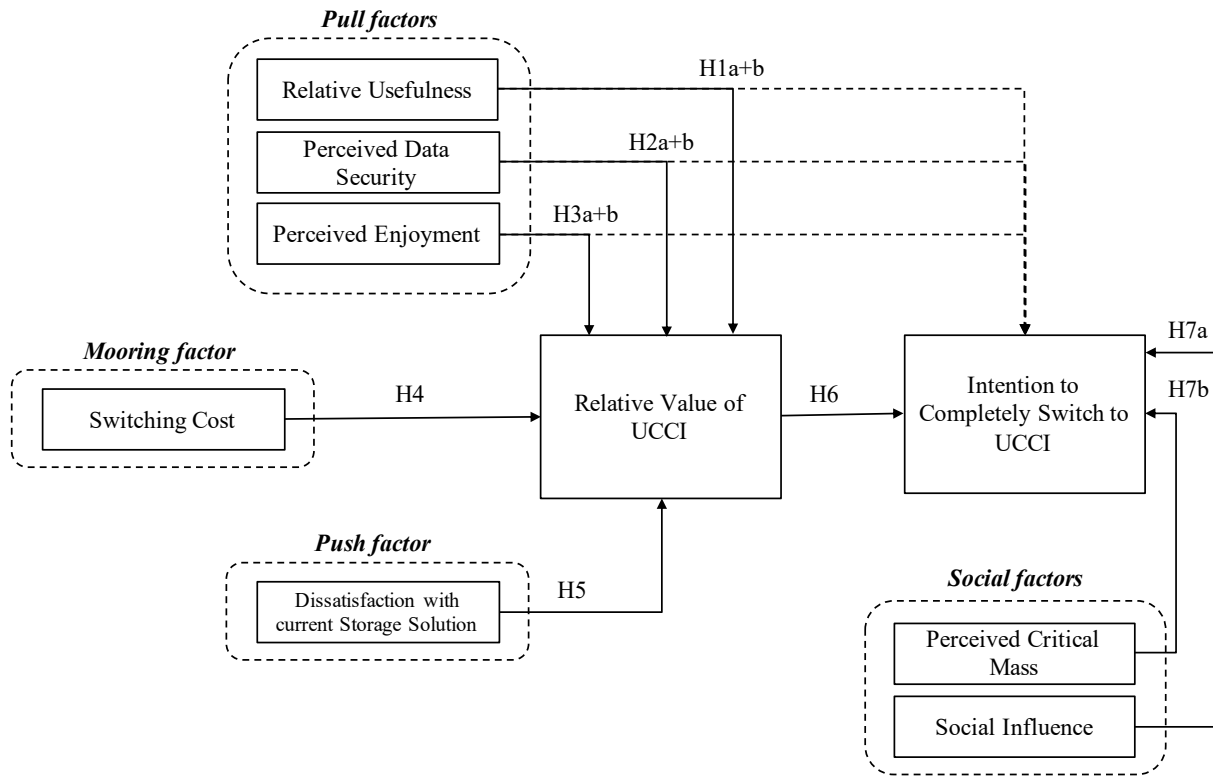 Pull factors
Relative Usefulness
H1a+b
Perceived Data
Security
H2a+b
Perceived Enjoyment
H3a+b
Mooring factor
Switching Cost
H4
Relative Value of
UCCI
H6
Intention to
Completely Switch to
UCCI
H7a
H7b
Push factor
Dissatisfaction with
current Storage Solution
H5
Social factors
Perceived Critical
Mass
Social Influence